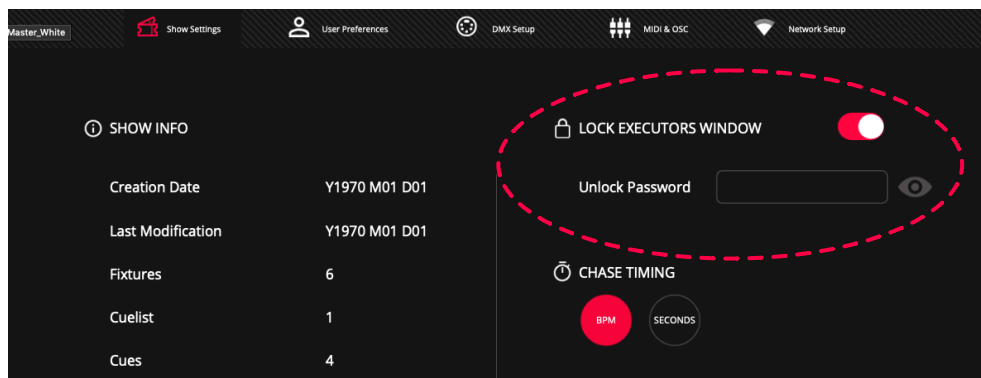 Master_White
Show Settings
User Preferences
DMX Setup
MIDI & OSC
Network Setup
SHOW INFO
Creation Date Y1970 M01 D01
Last Modification Y1970 M01 D01
Fixtures 6
Cuelist 1
Cues 4
LOCK EXECUTORS WINDOW
Unlock Password
CHASE TIMING
BPM SECONDS